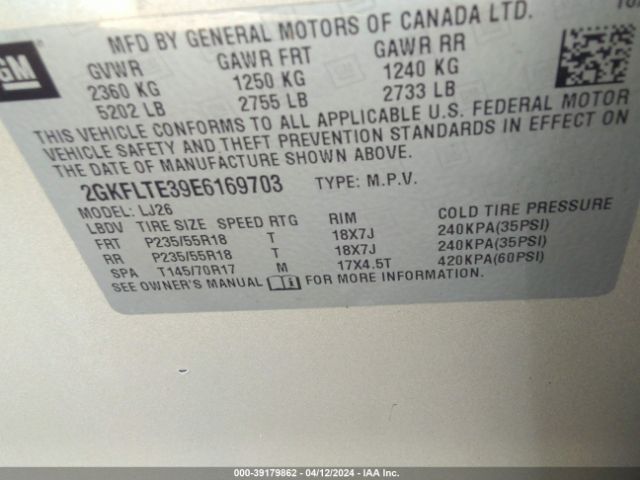 GM
MFD BY GENERAL MOTORS OF CANADA LTD.
GVWR GAWR FRT GAWR RR
2360 KG 1250 KG 1240 KG
5202 LB 2755 LB 2733 LB
THIS VEHICLE CONFORMS TO ALL APPLICABLE U.S. FEDERAL MOTOR
VEHICLE SAFETY AND THEFT PREVENTION STANDARDS IN EFFECT ON
THE DATE OF MANUFACTURE SHOWN ABOVE.
2GKFLTE39E6169703 TYPE: M.P.V.
MODEL: LJ26
LBDV TIRE SIZE SPEED RTG RIM COLD TIRE PRESSURE
FRT P235/55R18 T 18X7J 240KPA(35PSI)
RR P235/55R18 T 18X7J 240KPA(35PSI)
SPA T145/70R17 M 17X4.5T 420KPA(60PSI)
SEE OWNER'S MANUAL FOR MORE INFORMATION
000-39179862 - 04/12/2024 - IAA Inc.